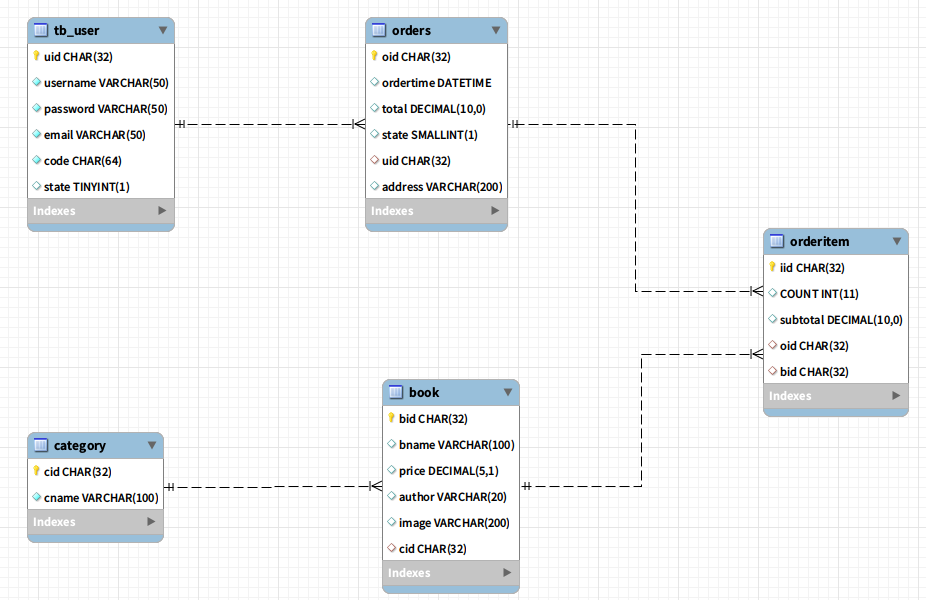 tb_user
uid CHAR(32)
username VARCHAR(50)
password VARCHAR(50)
email VARCHAR(50)
code CHAR(64)
state TINYINT(1)
Indexes
orders
oid CHAR(32)
ordertime DATETIME
total DECIMAL(10,0)
state SMALLINT(1)
uid CHAR(32)
address VARCHAR(200)
Indexes
orderitem
iid CHAR(32)
COUNT INT(11)
subtotal DECIMAL(10,0)
oid CHAR(32)
bid CHAR(32)
Indexes
category
cid CHAR(32)
cname VARCHAR(100)
Indexes
book
bid CHAR(32)
bname VARCHAR(100)
price DECIMAL(5,1)
author VARCHAR(20)
image VARCHAR(200)
cid CHAR(32)
Indexes